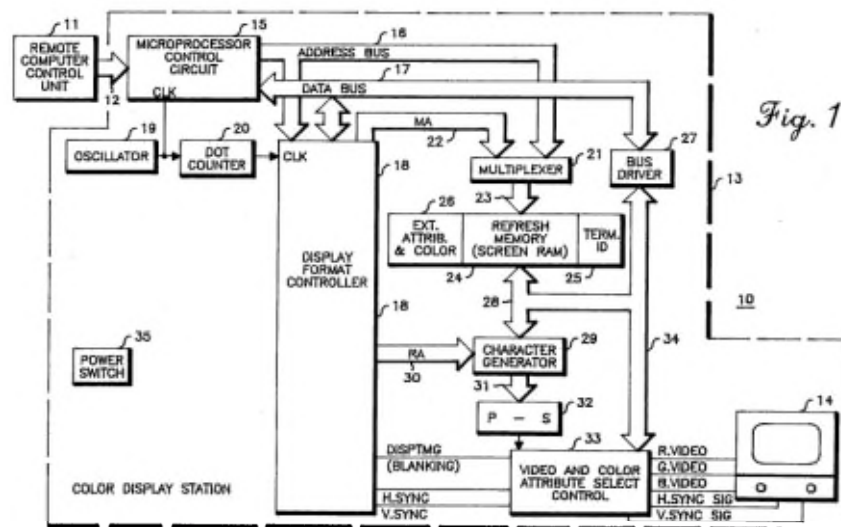 11
REMOTE
COMPUTER
CONTROL
UNIT
12
15
MICROPROCESSOR
CONTROL
CIRCUIT
CLK
16
ADDRESS BUS
17
DATA BUS
Fig. 1
19
OSCILLATOR
20
DOT
COUNTER
CLK
18
MA
22
21
MULTIPLEXER
27
BUS
DRIVER
13
23
26
EXT.
ATTRIB.
& COLOR
REFRESH
MEMORY
(SCREEN RAM)
TERM.
ID
24
25
DISPLAY
FORMAT
CONTROLLER
18
28
10
35
POWER
SWITCH
RA
30
29
CHARACTER
GENERATOR
34
31
32
P - S
14
33
DISPTMG
(BLANKING)
VIDEO AND COLOR
ATTRIBUTE SELECT
CONTROL
R.VIDEO
G.VIDEO
B.VIDEO
H.SYNC SIG
V.SYNC SIG
H.SYNC
V.SYNC
COLOR DISPLAY STATION